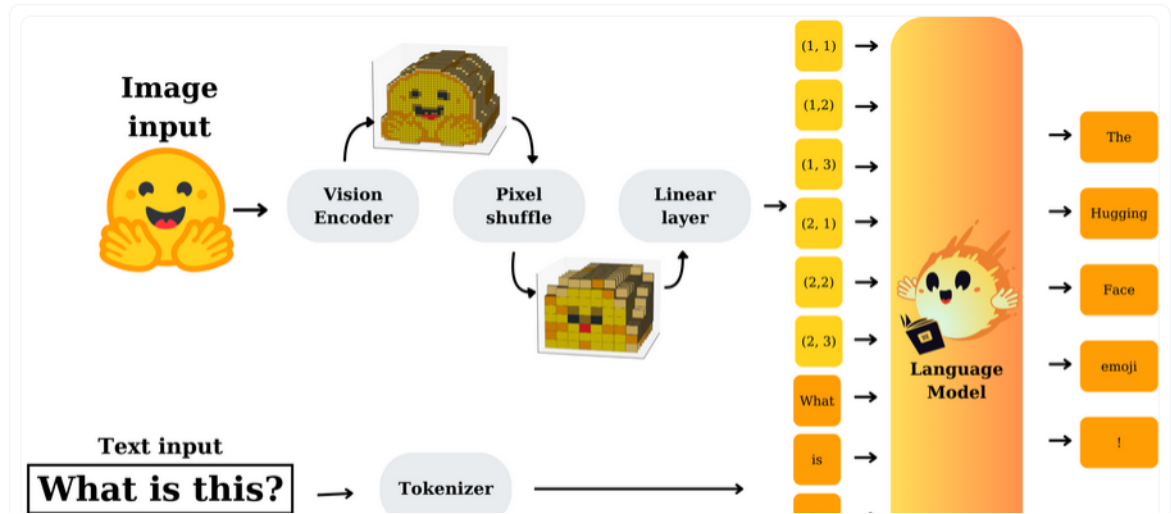 Image
input
Vision
Encoder
Pixel
shuffle
Linear
layer
(1, 1)
(1,2)
(1, 3)
(2, 1)
(2,2)
(2, 3)
What
is
Language
Model
The
Hugging
Face
emoji
!
Text input
What is this?
Tokenizer